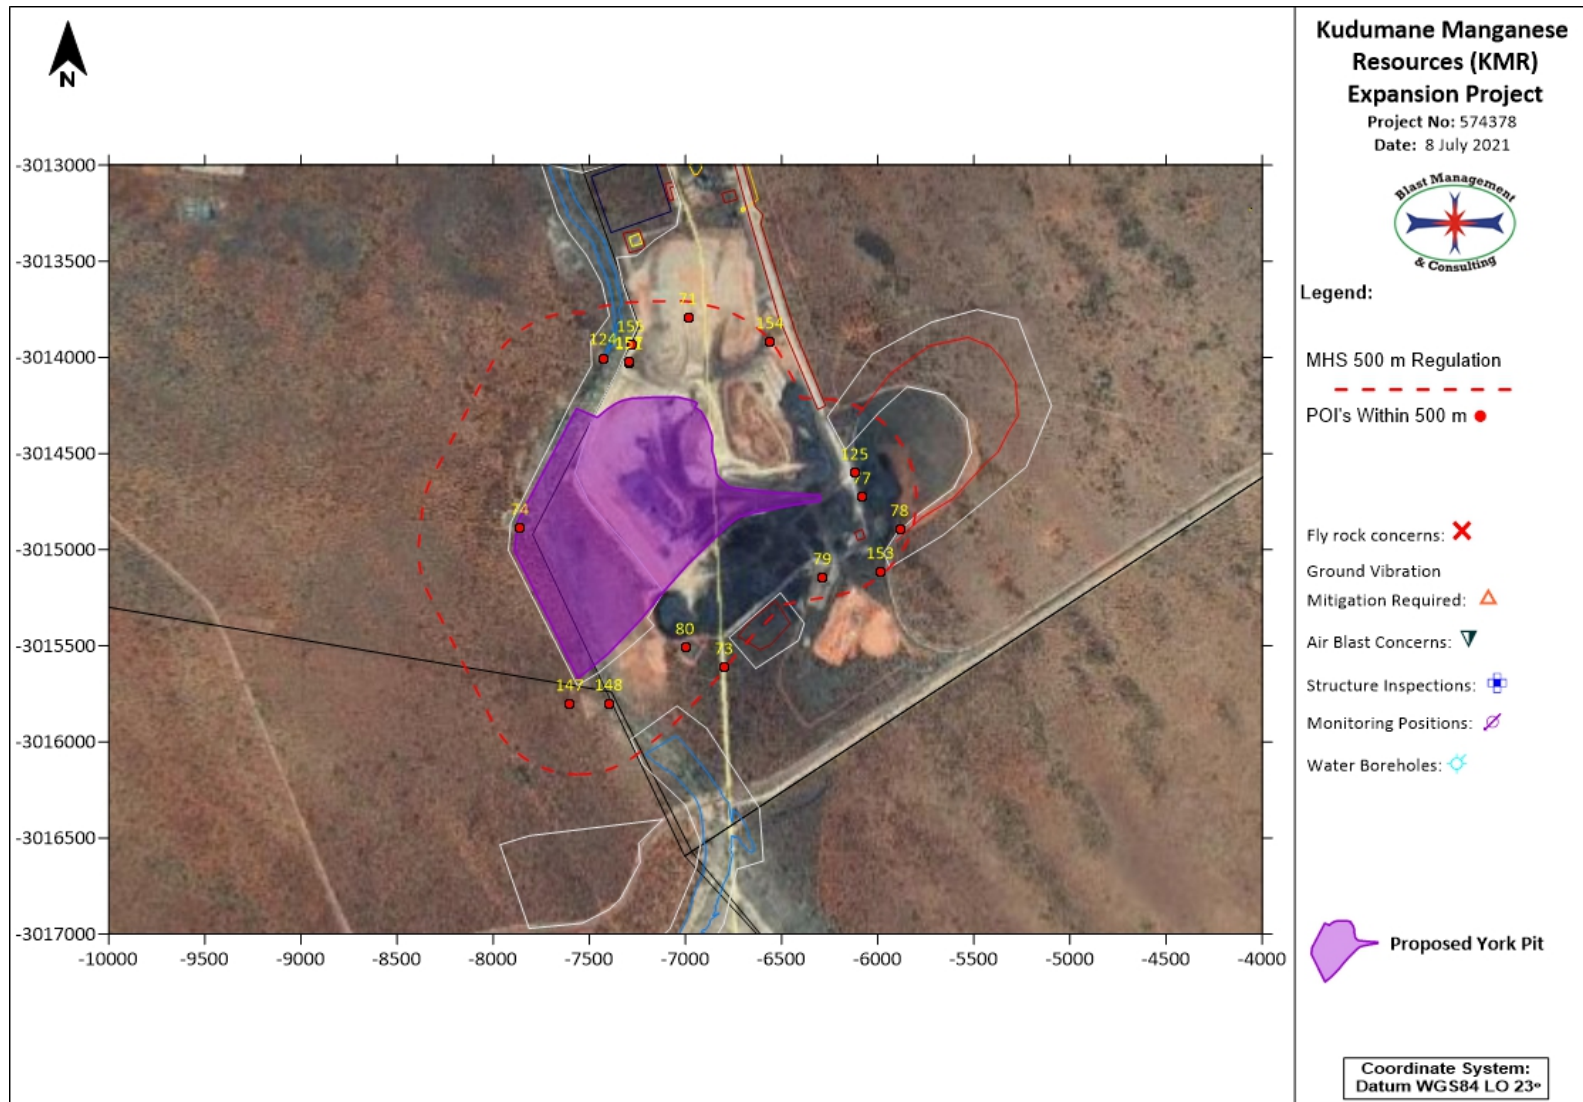 N
-3013000
-3013500
-3014000
-3014500
-3015000
-3015500
-3016000
-3016500
-3017000
-10000 -9500 -9000 -8500 -8000 -7500 -7000 -6500 -6000 -5500 -5000 -4500 -4000
71
155
154
124
74
125
77
78
79
153
80
73
147
148
Kudumane Manganese
Resources (KMR)
Expansion Project
Project No: 574378
Date: 8 July 2021
Blast Management
& Consulting
Legend:
MHS 500 m Regulation
POI's Within 500 m
Fly rock concerns:
Ground Vibration
Mitigation Required:
Air Blast Concerns:
Structure Inspections:
Monitoring Positions:
Water Boreholes:
Proposed York Pit
Coordinate System:
Datum WGS84 LO 23º